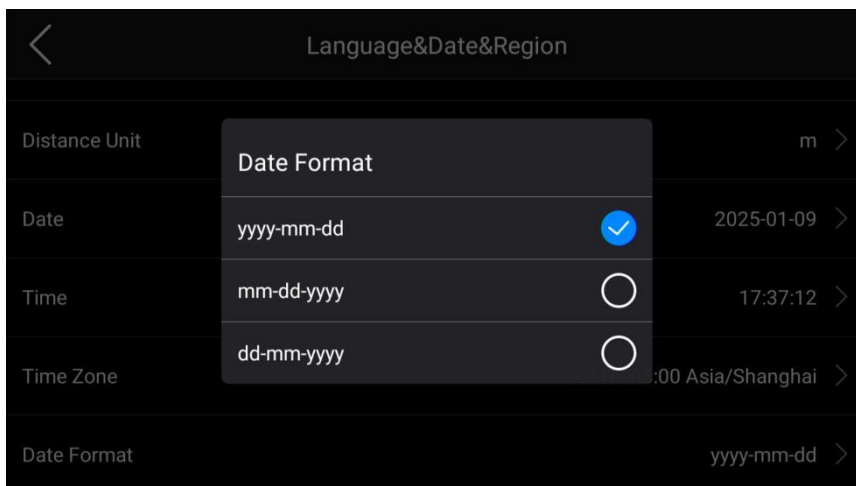 Language&Date&Region
Distance Unit m
Date Format
Date 2025-01-09
yyyy-mm-dd
Time 17:37:12
mm-dd-yyyy
dd-mm-yyyy
Time Zone :00 Asia/Shanghai
Date Format yyyy-mm-dd